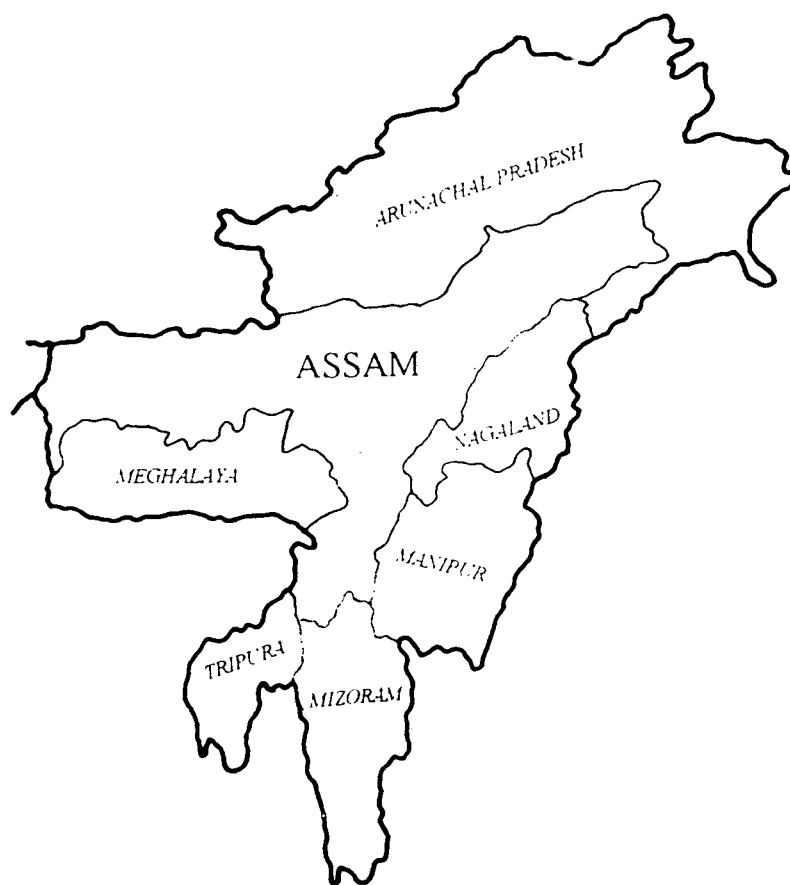 ARUNACHAL PRADESH
ASSAM
NAGALAND
MEGHALAYA
MANIPUR
TRIPURA
MIZORAM